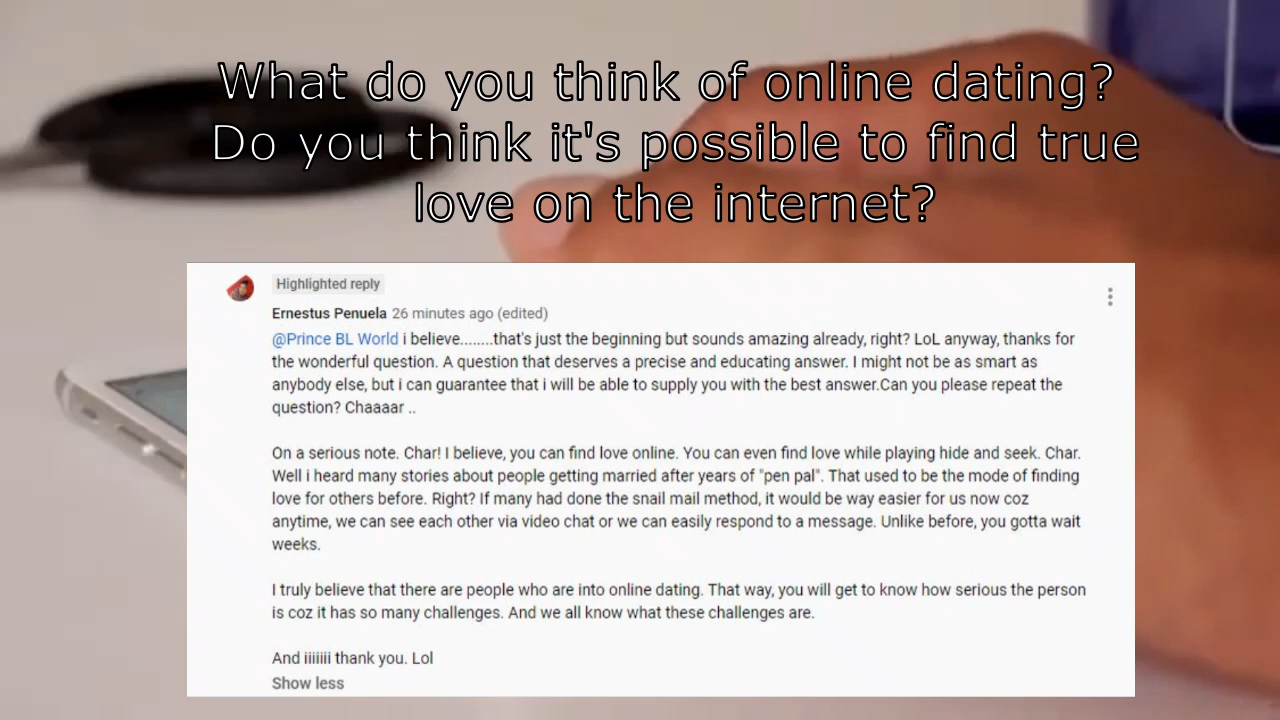 What do you think of online dating?
Do you think it's possible to find true
love on the internet?
Highlighted reply
Ernestus Penuela 26 minutes ago (edited)
@Prince BL World i believe........that's just the beginning but sounds amazing already, right? LoL anyway, thanks for
the wonderful question. A question that deserves a precise and educating answer. I might not be as smart as
anybody else, but i can guarantee that i will be able to supply you with the best answer.Can you please repeat the
question? Chaaaar ..
On a serious note. Char! I believe, you can find love online. You can even find love while playing hide and seek. Char.
Well i heard many stories about people getting married after years of "pen pal". That used to be the mode of finding
love for others before. Right? If many had done the snail mail method, it would be way easier for us now coz
anytime, we can see each other via video chat or we can easily respond to a message. Unlike before, you gotta wait
weeks.
I truly believe that there are people who are into online dating. That way, you will get to know how serious the person
is coz it has so many challenges. And we all know what these challenges are.
And iiiiiii thank you. Lol
Show less